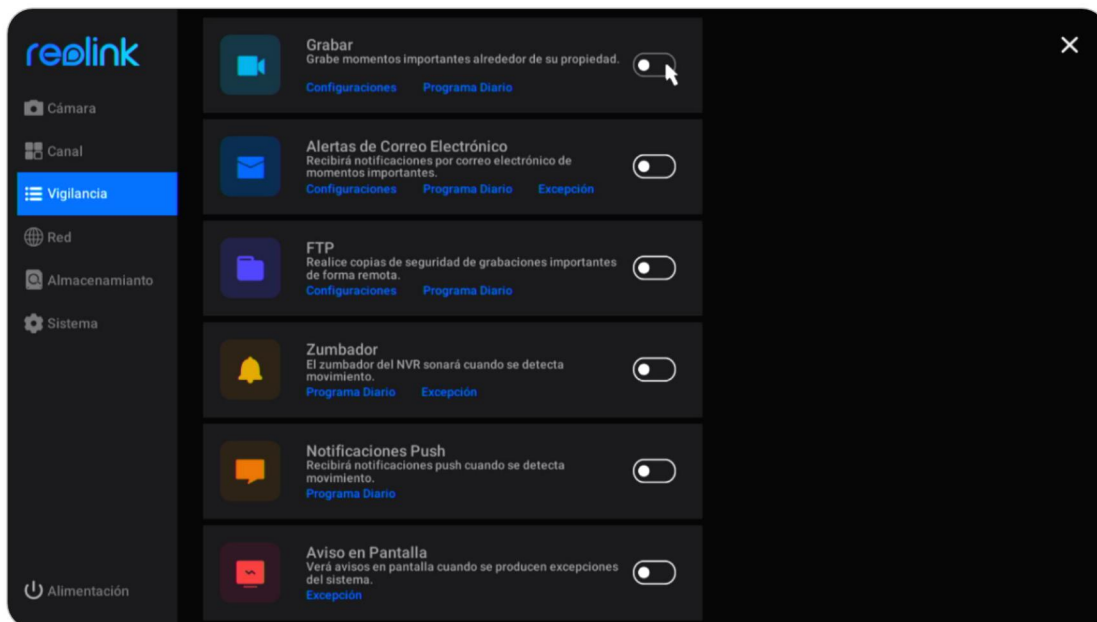 reolink
Cámara
Canal
Vigilancia
Red
Almacenamianto
Sistema
Alimentación
Grabar
Grabe momentos importantes alrededor de su propiedad.
Configuraciones Programa Diario
Alertas de Correo Electrónico
Recibirá notificaciones por correo electrónico de
momentos importantes.
Configuraciones Programa Diario Excepción
FTP
Realice copias de seguridad de grabaciones importantes
de forma remota.
Configuraciones Programa Diario
Zumbador
El zumbador del NVR sonará cuando se detecta
movimiento.
Programa Diario Excepción
Notificaciones Push
Recibirá notificaciones push cuando se detecta
movimiento.
Programa Diario
Aviso en Pantalla
Verá avisos en pantalla cuando se producen excepciones
del sistema.
Excepción